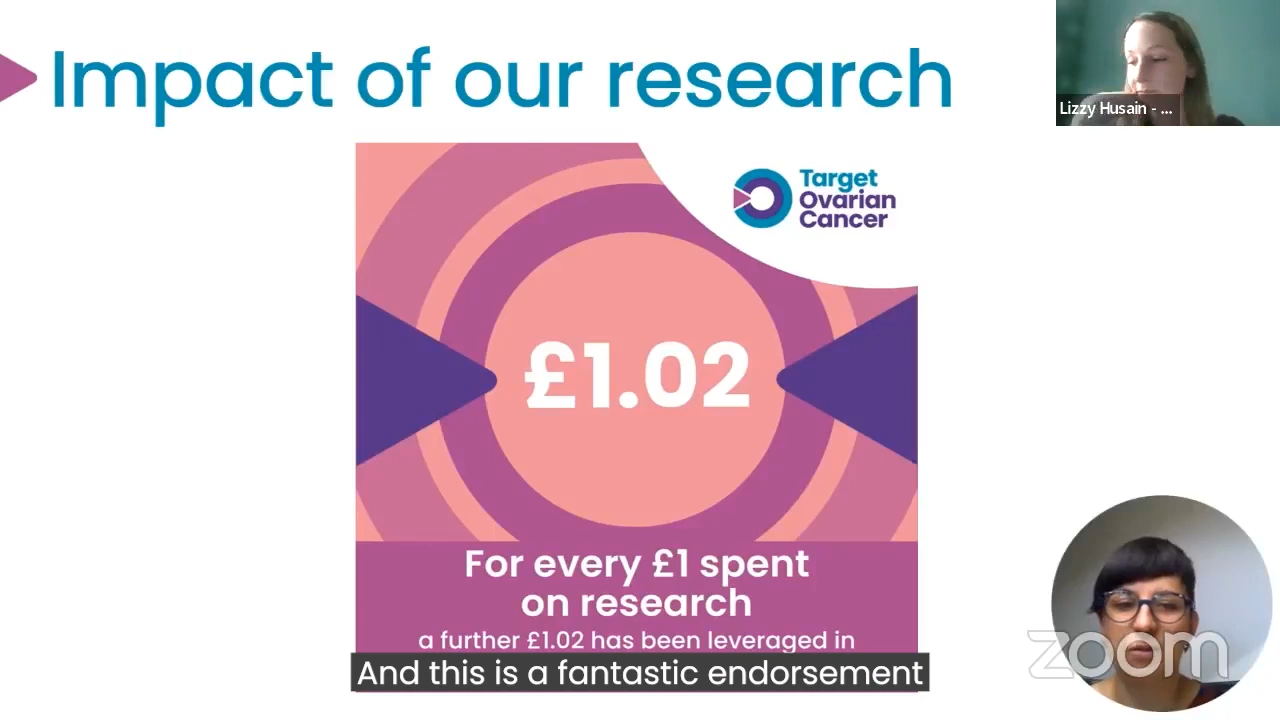 Impact of our research
Lizzy Husain - ...
Target
Ovarian
Cancer
£1.02
For every £1 spent
on research
a further £1.02 has been leveraged in
And this is a fantastic endorsement
zoom